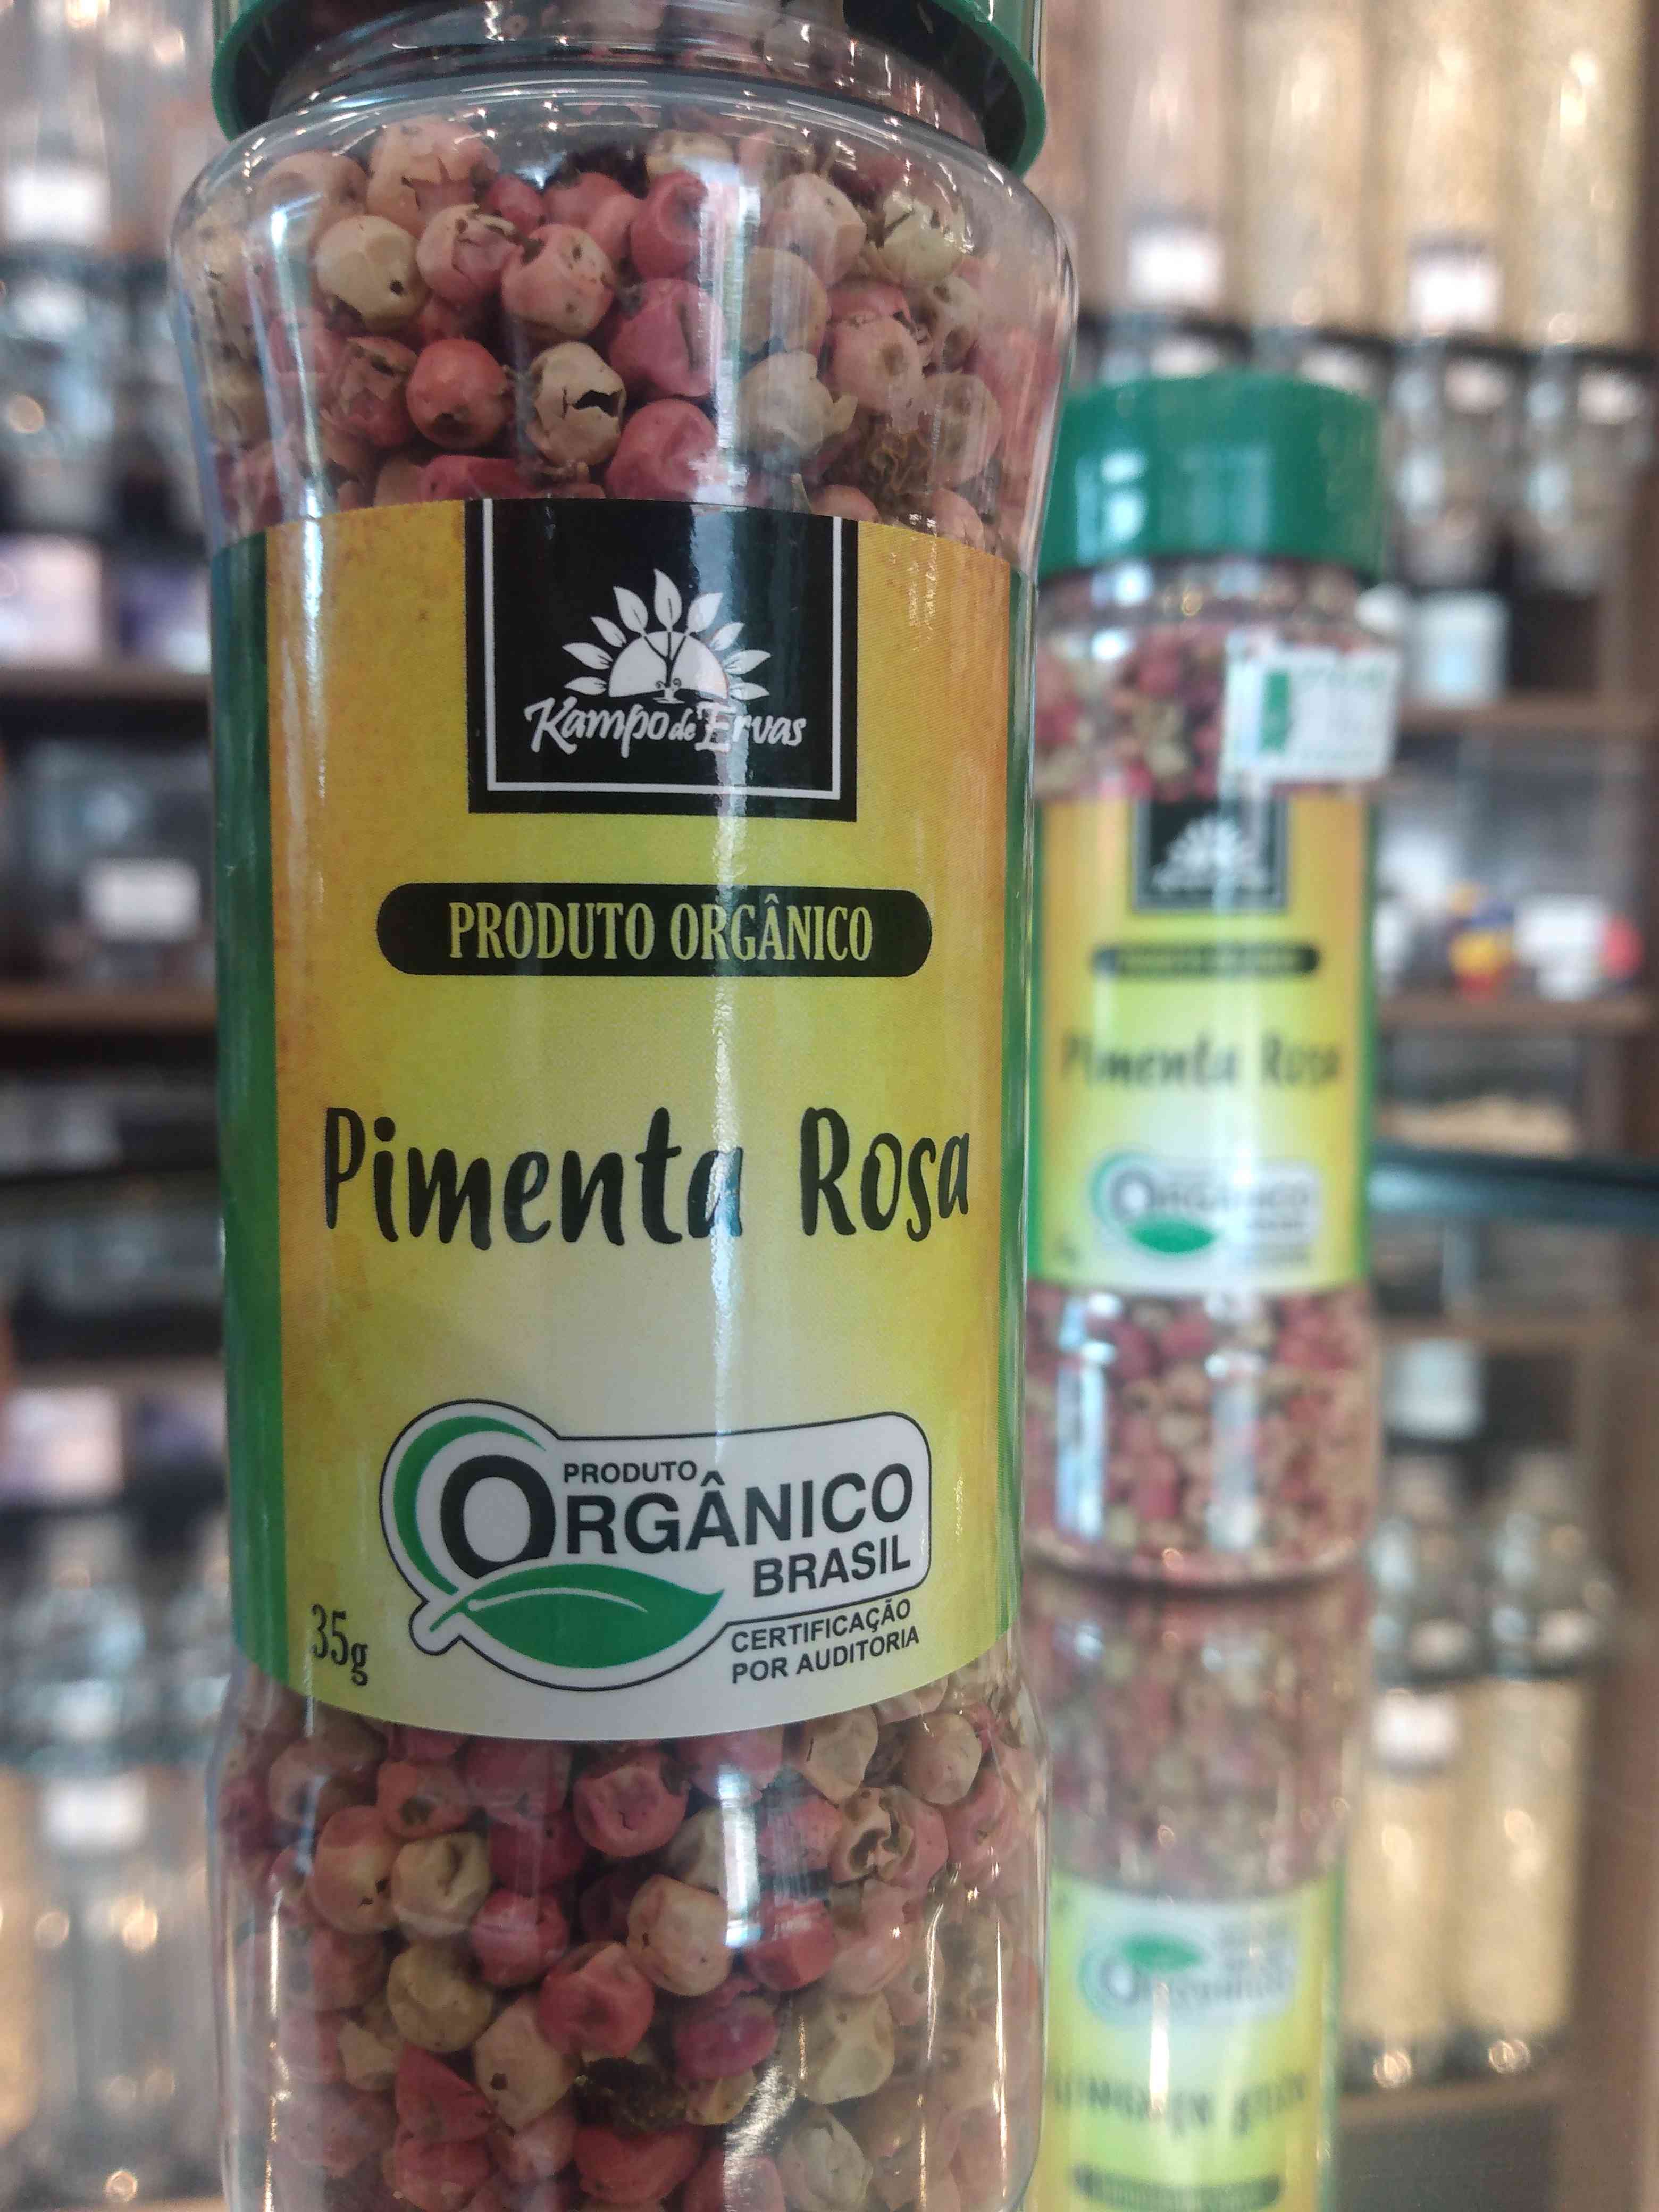 Kampo de Ervas
PRODUTO ORGÂNICO
Pimenta Rosa
PRODUTO
ORGÂNICO
BRASIL
CERTIFICAÇÃO
POR AUDITORIA
35g
Pimenta Rosa